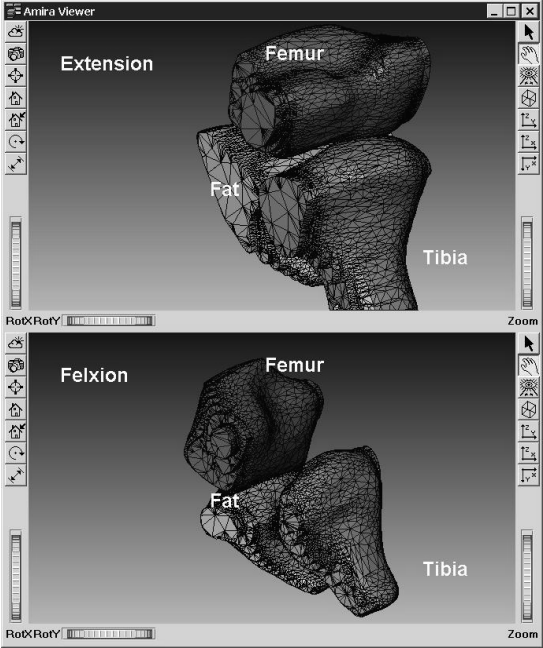 Amira Viewer
Extension
Femur
Fat
Tibia
RotX RotY
Zoom
Felxion
Femur
Fat
Tibia
RotX RotY
Zoom